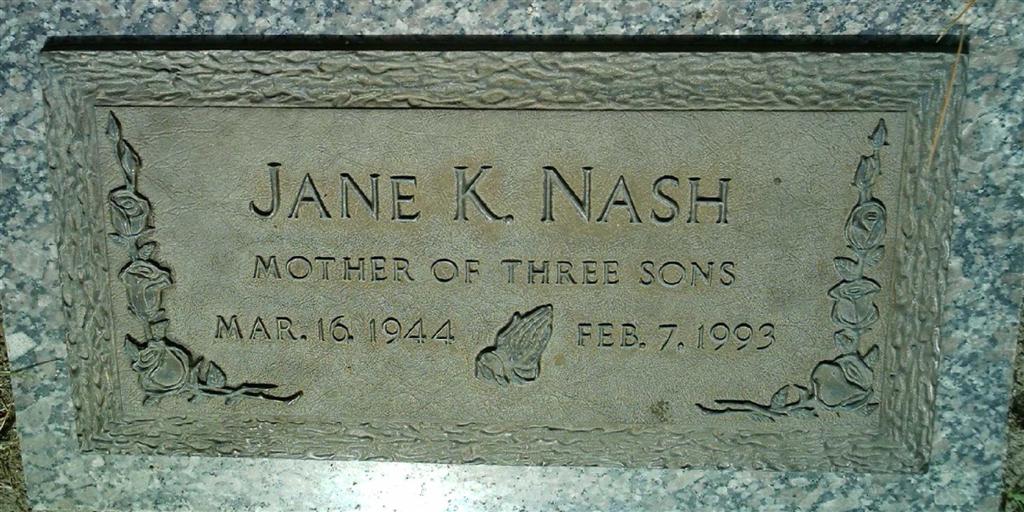 JANE K. NASH
MOTHER OF THREE SONS
MAR. 16. 1944 FEB. 7. 1993